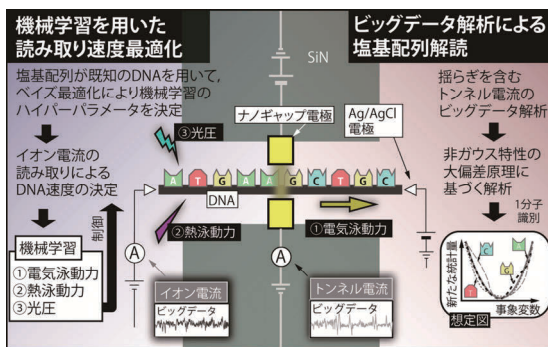 機械学習を用いた
読み取り速度最適化
塩基配列が既知のDNAを用いて,
ベイズ最適化により機械学習の
ハイパーパラメータを決定
イオン電流の
読み取りによる
DNA速度の決定
機械学習
①電気泳動力
②熱泳動力
③光圧
制御
SiN
ナノギャップ電極
Ag/AgCl
電極
③光圧
A T G A A G C T G C
DNA
②熱泳動力
①電気泳動力
A
A
イオン電流
ビッグデータ
トンネル電流
ビッグデータ
ビッグデータ解析による
塩基配列解読
揺らぎを含む
トンネル電流の
ビッグデータ解析
非ガウス特性の
大偏差原理に
基づく解析
1分子
識別
新たな統計量
T
C
G
A
事象変数
想定図